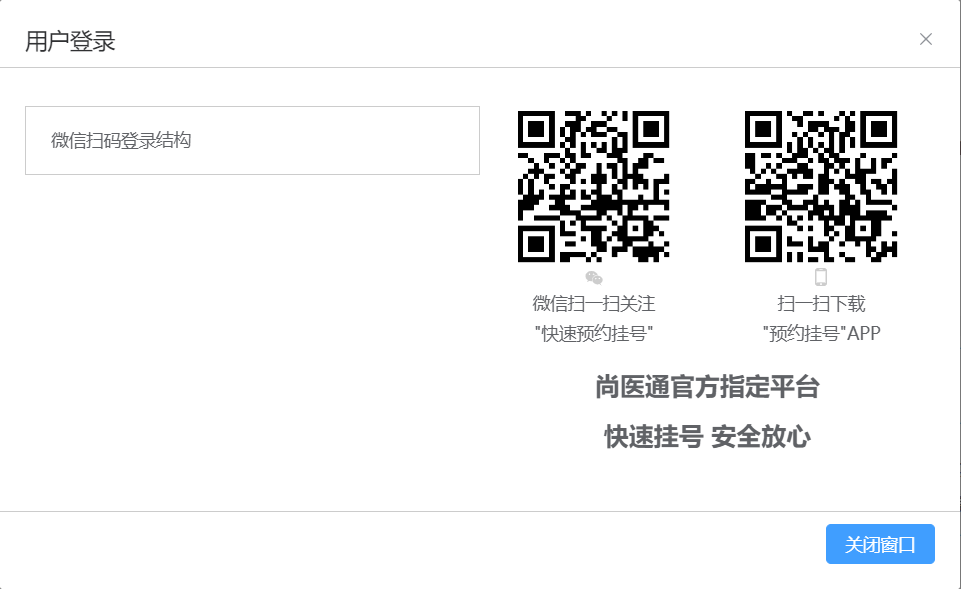 用户登录
微信扫码登录结构
微信扫一扫关注
"快速预约挂号"
扫一扫下载
"预约挂号"APP
尚医通官方指定平台
快速挂号 安全放心
关闭窗口